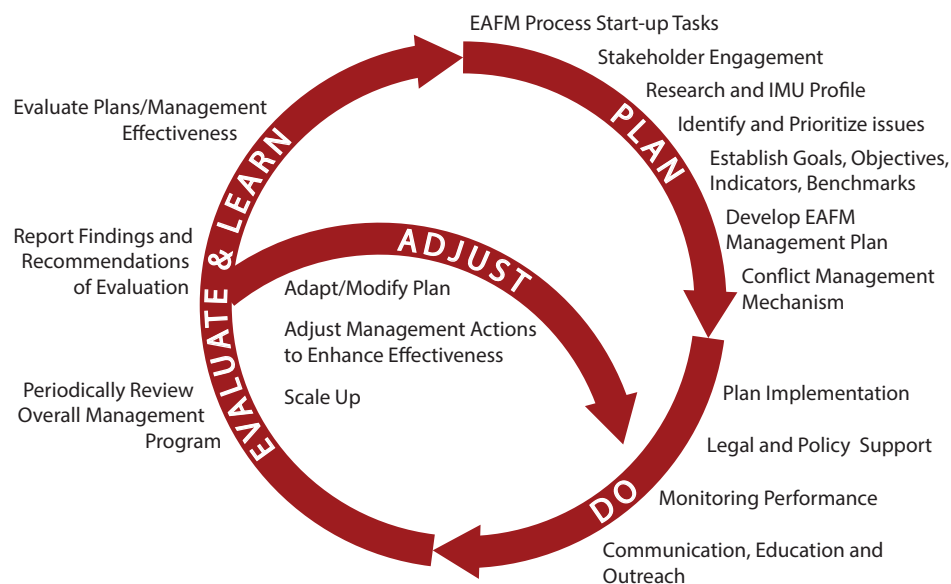 EAFM Process Start-up Tasks
Stakeholder Engagement
Research and IMU Profile
Identify and Prioritize issues
Establish Goals, Objectives,
Indicators, Benchmarks
Develop EAFM
Management Plan
Conflict Management
Mechanism
PLAN
Plan Implementation
Legal and Policy Support
Monitoring Performance
Communication, Education and
Outreach
DO
Evaluate Plans/Management
Effectiveness
Report Findings and
Recommendations
of Evaluation
Periodically Review
Overall Management
Program
EVALUATE & LEARN
ADJUST
Adapt/Modify Plan
Adjust Management Actions
to Enhance Effectiveness
Scale Up